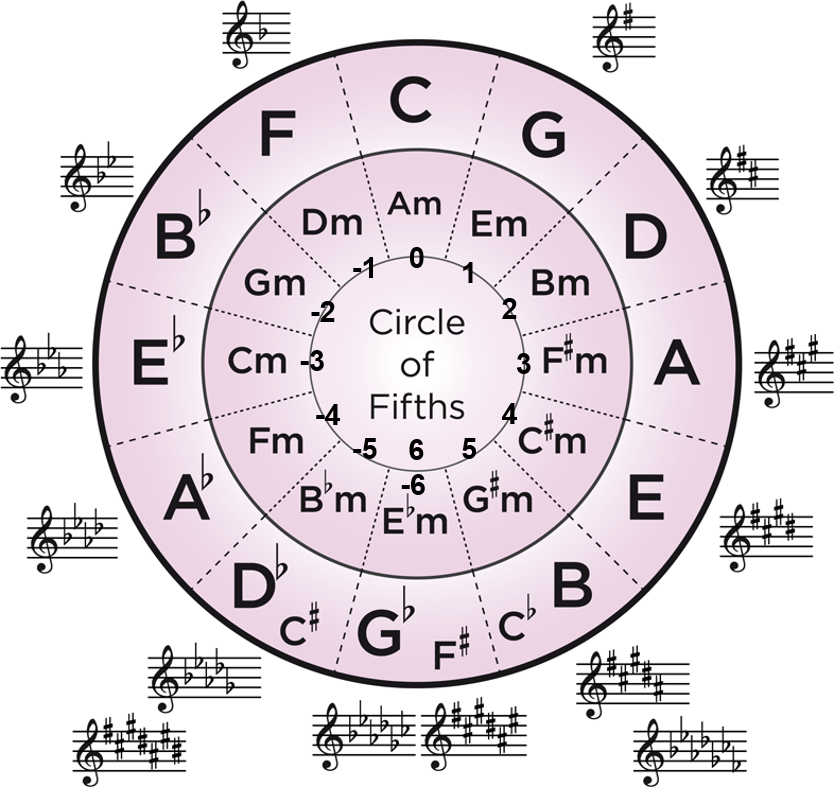 C
G
D
A
E
B
C♭
G♭
F♯
D♭
C♯
A♭
E♭
B♭
F
Am
Em
Bm
F♯m
C♯m
G♯m
E♭m
B♭m
Fm
Cm
Gm
Dm
0
1
2
3
4
5
6
-6
-5
-4
-3
-2
-1
Circle
of
Fifths